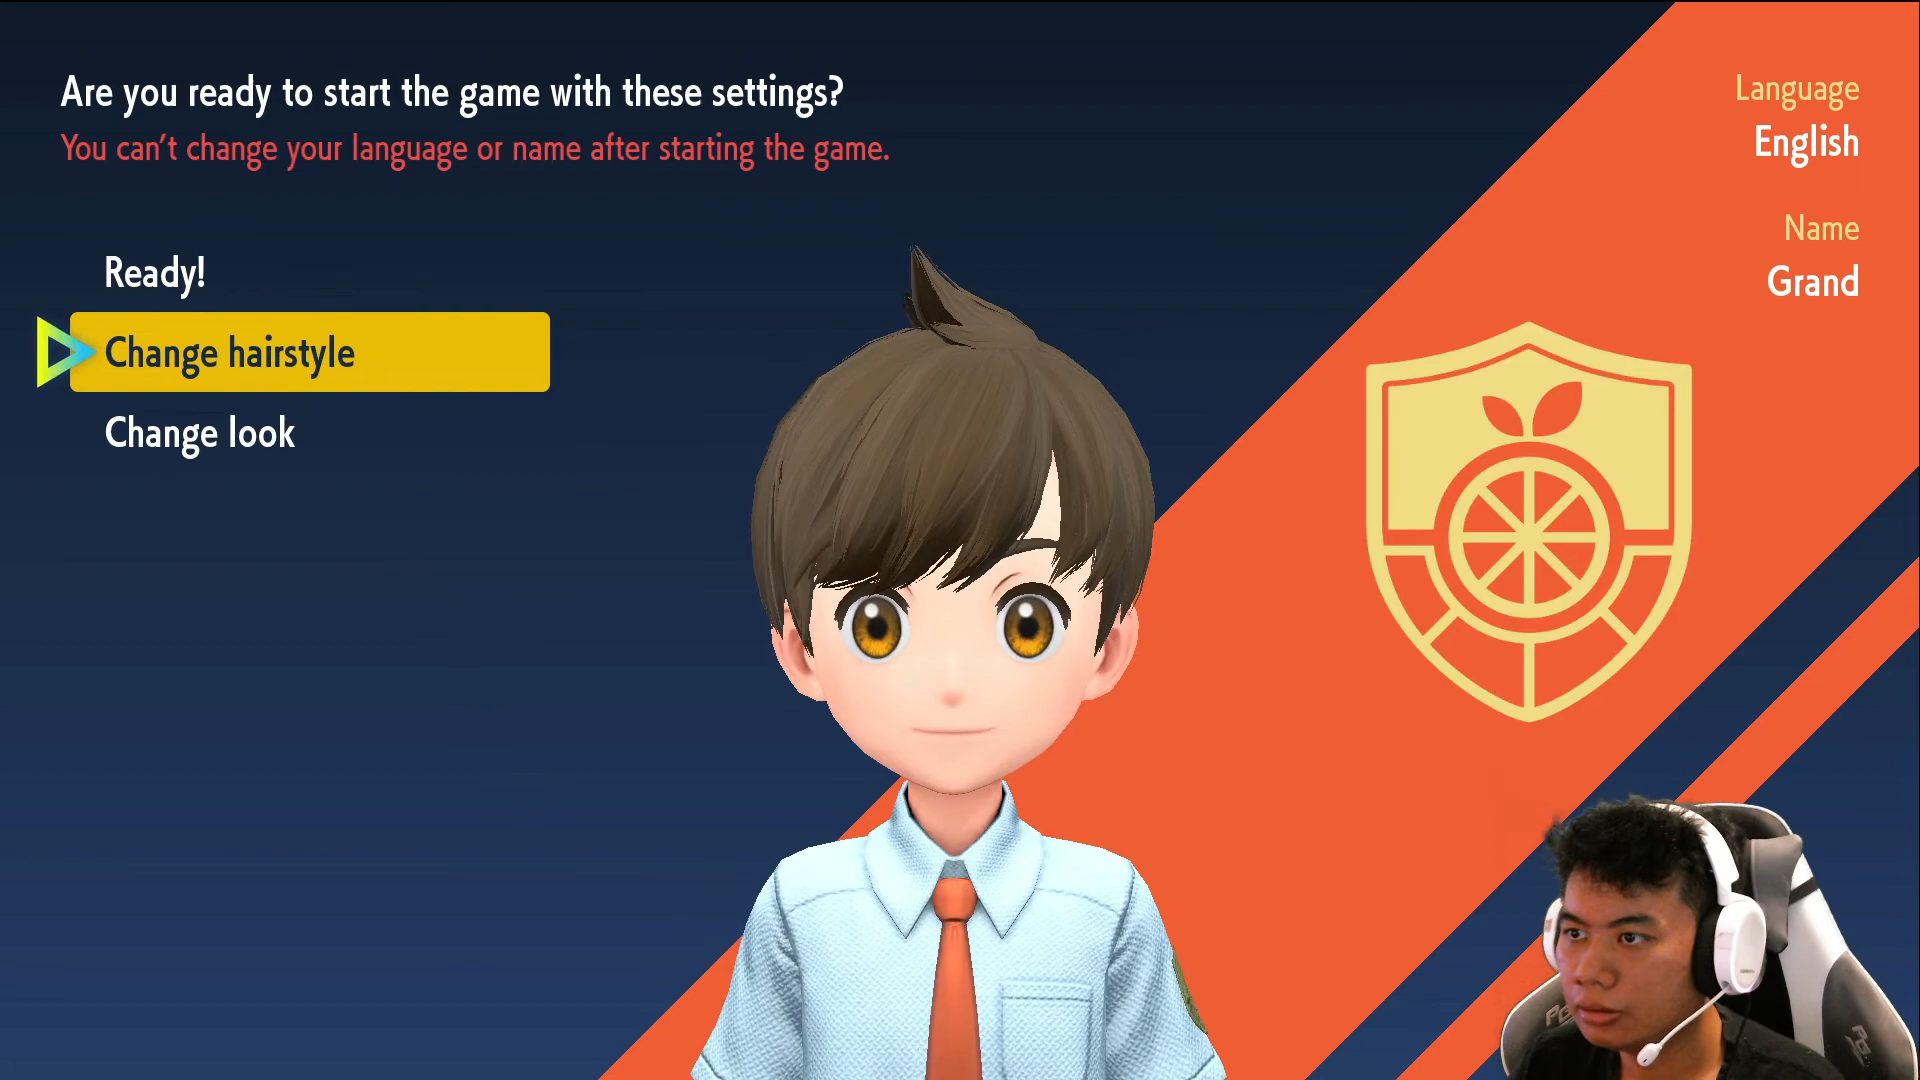 Are you ready to start the game with these settings?
You can't change your language or name after starting the game.
Ready!
Change hairstyle
Change look
Language
English
Name
Grand